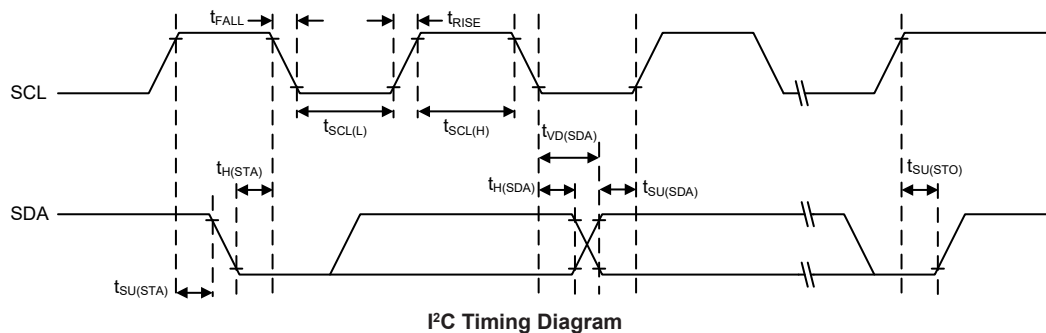 tFALL
tRISE
SCL
tSCL(L)
tSCL(H)
tVD(SDA)
tH(STA)
tH(SDA)
tSU(SDA)
tSU(STO)
SDA
tSU(STA)
I²C Timing Diagram